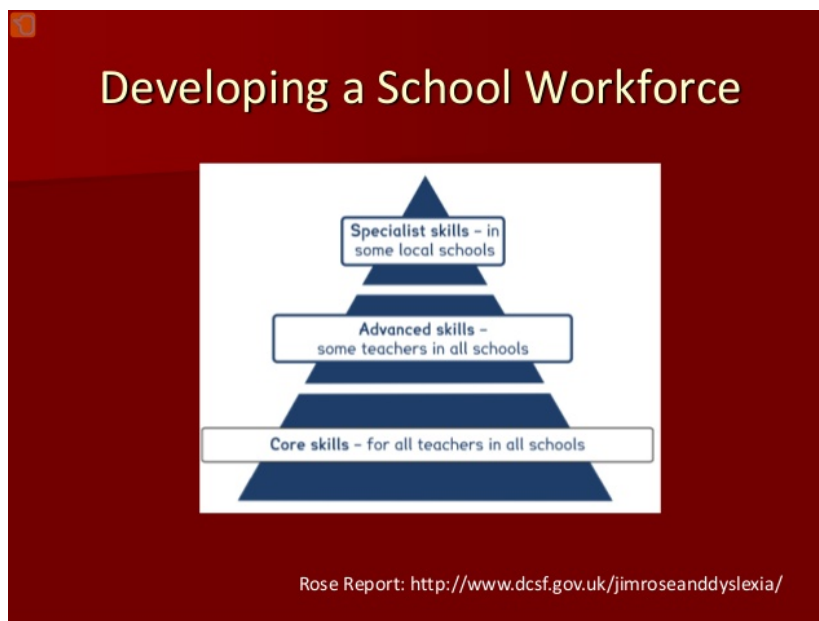 Developing a School Workforce
Specialist skills – in
some local schools
Advanced skills –
some teachers in all schools
Core skills – for all teachers in all schools
Rose Report: http://www.dcsf.gov.uk/jimroseanddyslexia/